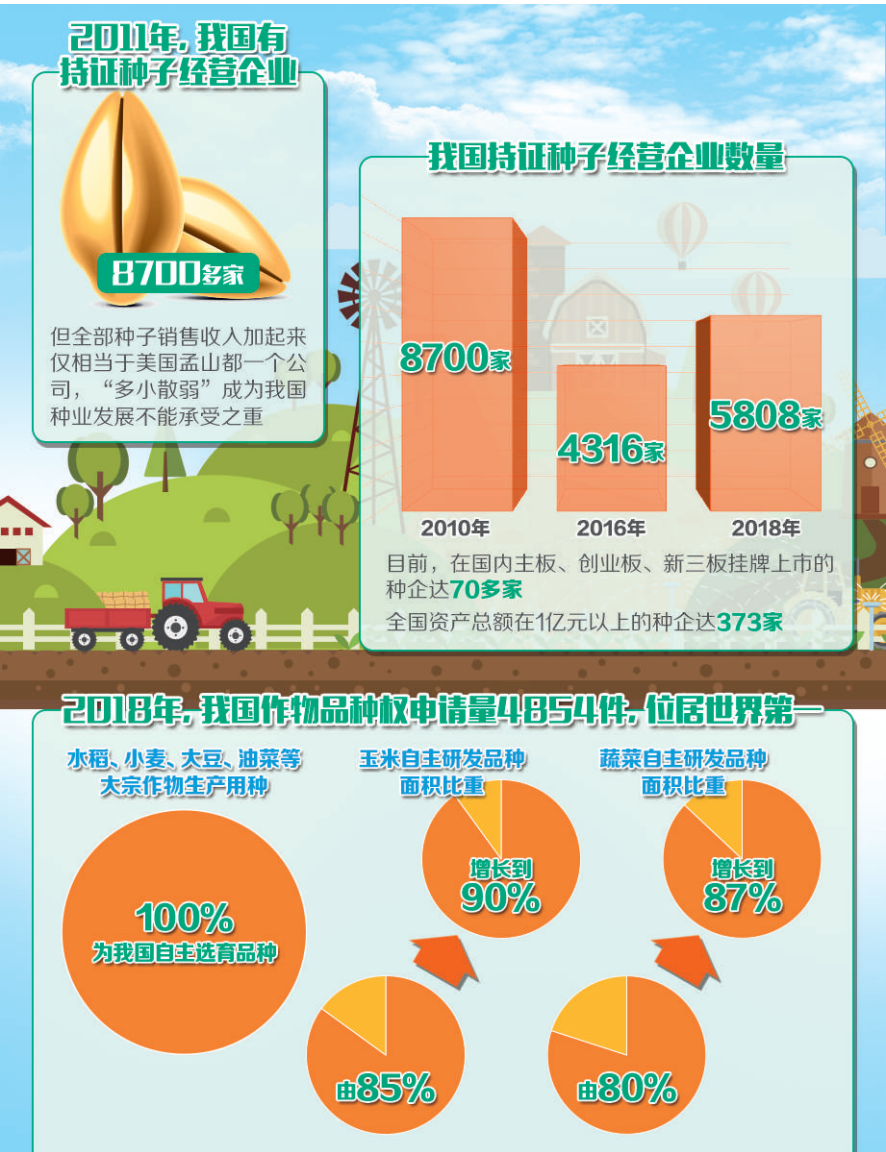 2011年，我国有
持证种子经营企业
8700多家
但全部种子销售收入加起来
仅相当于美国孟山都一个公
司，“多小散弱”成为我国
种业发展不能承受之重
我国持证种子经营企业数量
8700家
4316家
5808家
2010年
2016年
2018年
目前，在国内主板、创业板、新三板挂牌上市的
种企达70多家
全国资产总额在1亿元以上的种企达373家
2018年，我国作物品种权申请量4854件，位居世界第一
水稻、小麦、大豆、油菜等
大宗作物生产用种
100%
为我国自主选育品种
玉米自主研发品种
面积比重
增长到
90%
由85%
蔬菜自主研发品种
面积比重
增长到
87%
由80%